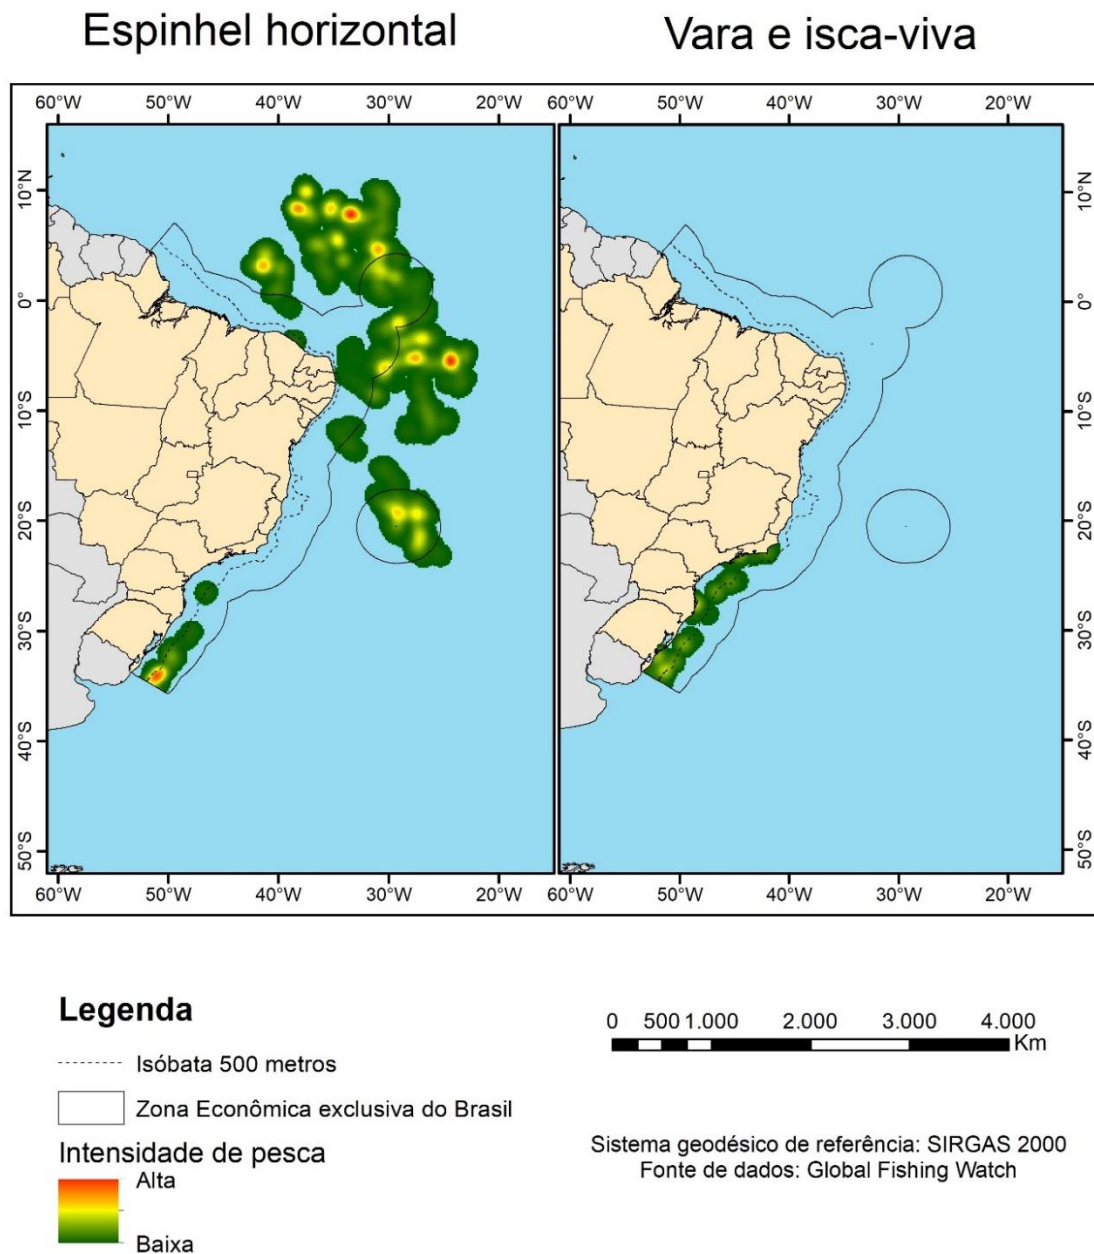 Espinhel horizontal
Vara e isca-viva
60°W 50°W 40°W 30°W 20°W
60°W 50°W 40°W 30°W 20°W
10°N
0°
10°S
20°S
30°S
40°S
50°S
10°N
0°
10°S
20°S
30°S
40°S
50°S
60°W 50°W 40°W 30°W 20°W
60°W 50°W 40°W 30°W 20°W
Legenda
Isóbata 500 metros
Zona Econômica exclusiva do Brasil
Intensidade de pesca
Alta
Baixa
0 500 1.000 2.000 3.000 4.000
Km
Sistema geodésico de referência: SIRGAS 2000
Fonte de dados: Global Fishing Watch